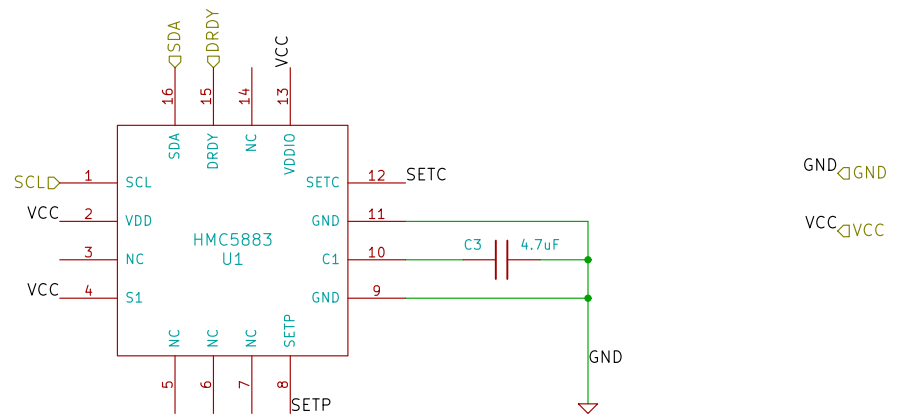 SDA
DRDY
VCC
16
15
14
13
SDA
DRDY
NC
VDDIO
SCL 1 SCL
SETC 12 SETC
VCC 2 VDD
GND 11
3 NC
C1 10
C3 4.7uF
VCC 4 S1
GND 9
HMC5883
U1
NC
NC
NC
SETP
5
6
7
8
SETP
GND
GND GND
VCC VCC